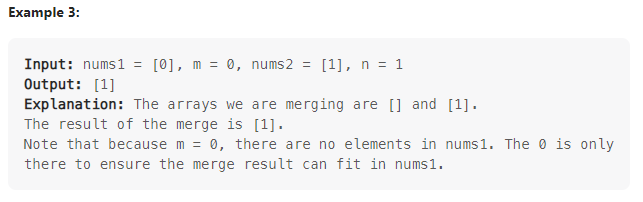 Example 3:
Input: nums1 = [0], m = 0, nums2 = [1], n = 1
Output: [1]
Explanation: The arrays we are merging are [] and [1].
The result of the merge is [1].
Note that because m = 0, there are no elements in nums1. The 0 is only
there to ensure the merge result can fit in nums1.